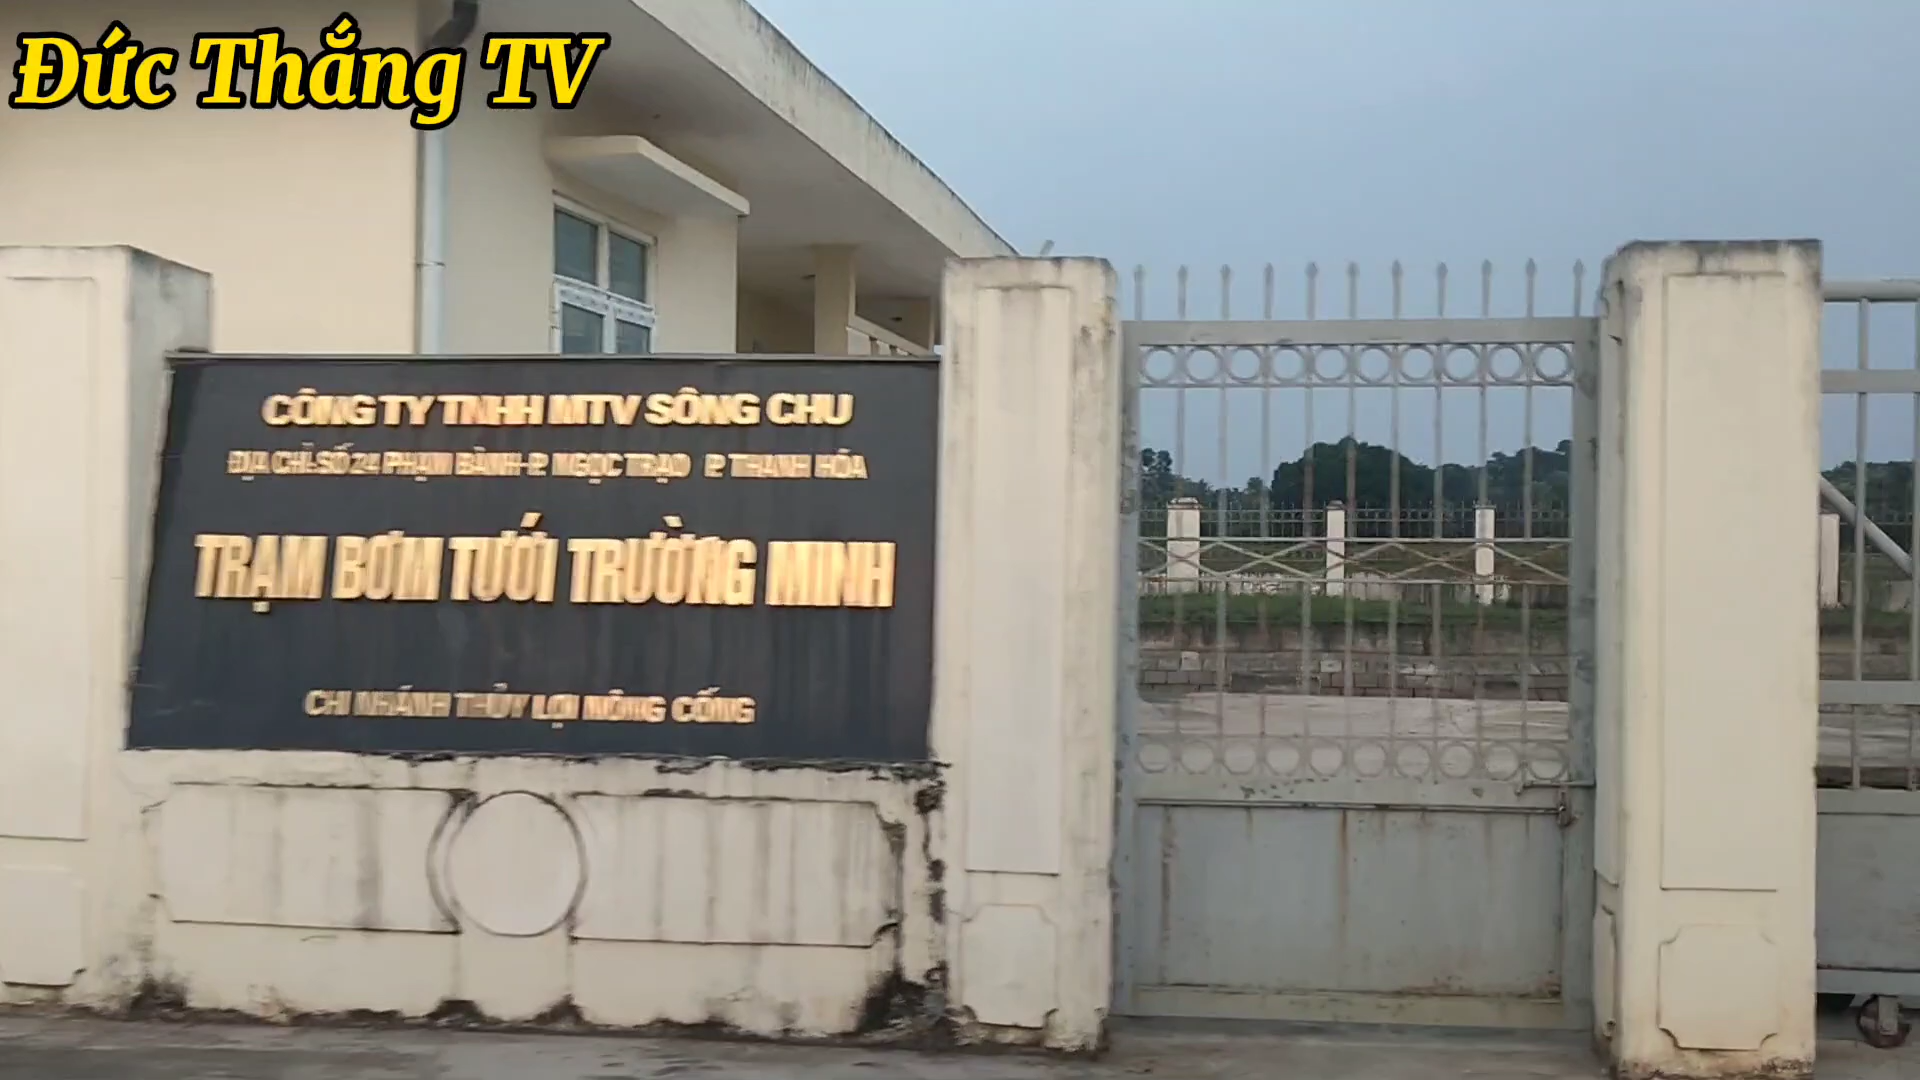 Đức Thắng TV
CÔNG TY TNHH MTV SÔNG CHU
ĐỊA CHỈ-SỐ 24 PHẠM BÀNH-P. NGỌC TRẠO P. THANH HÓA
TRẠM BƠM TƯỚI TRƯỜNG MINH
CHI NHÁNH THỦY LỢI NÔNG CỐNG